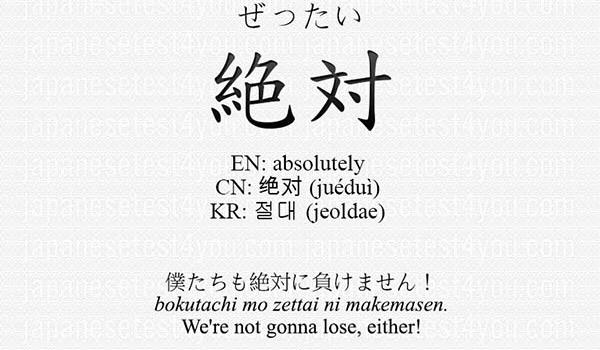 ぜったい
絶対
EN: absolutely
CN: 绝对 (juéduì)
KR: 절대 (jeoldae)
僕たちも絶対に負けません！
bokutachi mo zettai ni makemasen.
We're not gonna lose, either!
japanesetest4you.com